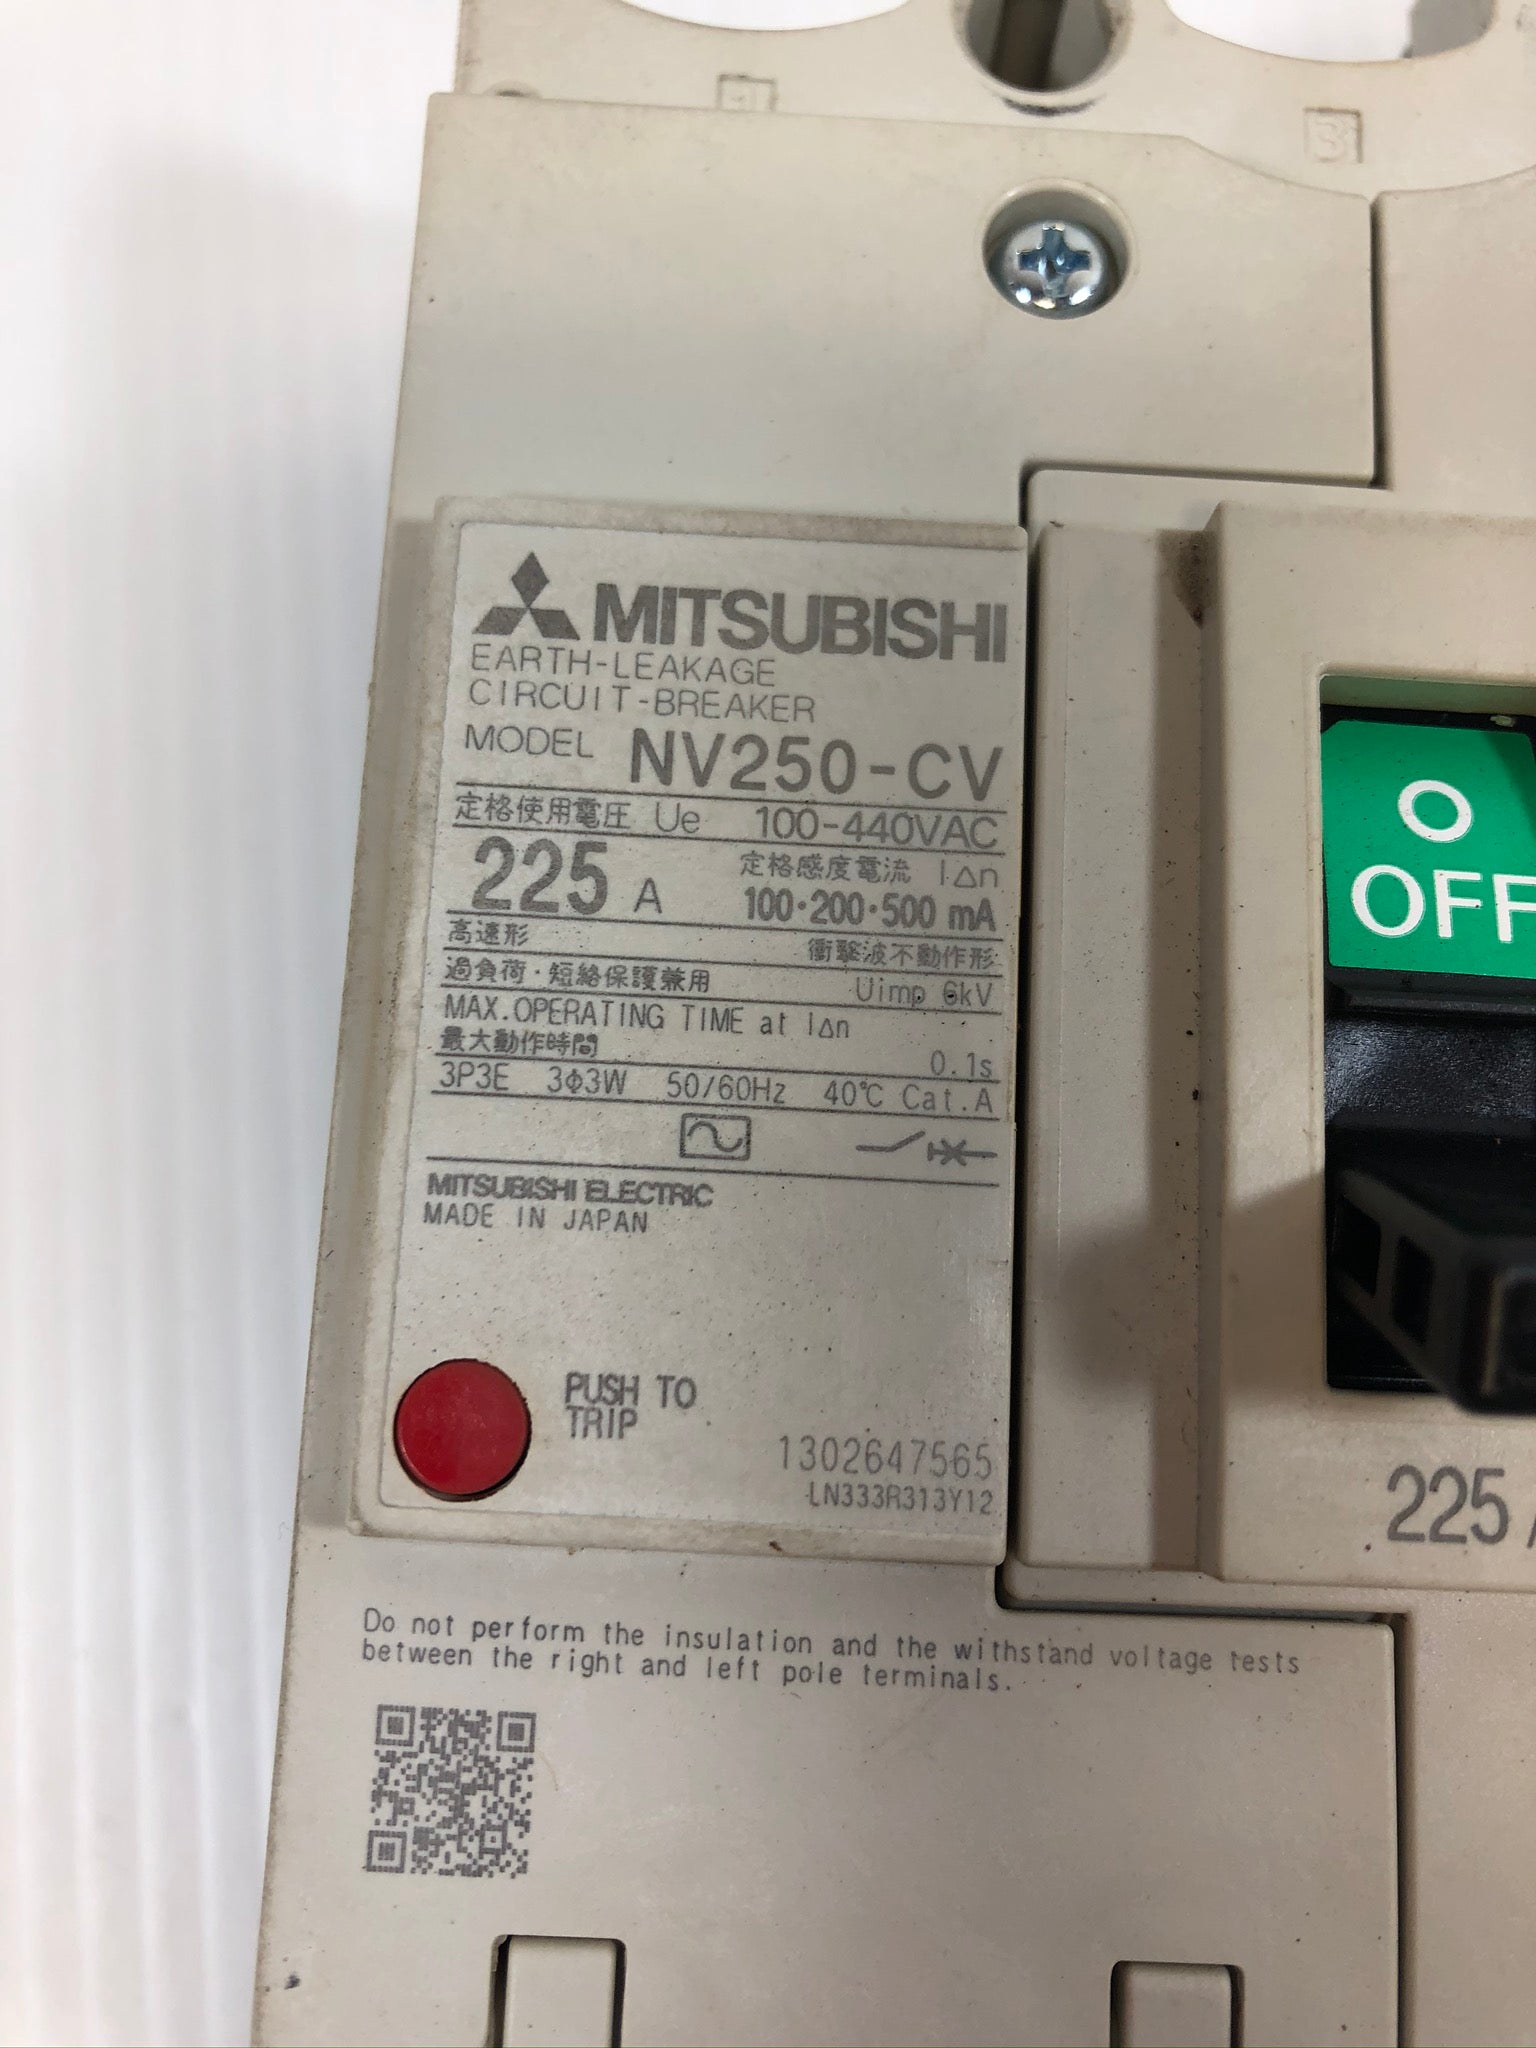 1
3
MITSUBISHI
EARTH-LEAKAGE
CIRCUIT-BREAKER
MODEL NV250-CV
定格使用電圧 Ue 100-440VAC
225 A 定格感度電流 I△n
100·200·500 mA
高速形 衝撃波不動作形
過負荷·短絡保護兼用 Uimp 6kV
MAX.OPERATING TIME at I△n
最大動作時間 0.1s
3P3E 3Φ3W 50/60Hz 40℃ Cat.A
MITSUBISHI ELECTRIC
MADE IN JAPAN
PUSH TO
TRIP
1302647565
LN333R313Y12
O
OFF
225
Do not perform the insulation and the withstand voltage tests
between the right and left pole terminals.